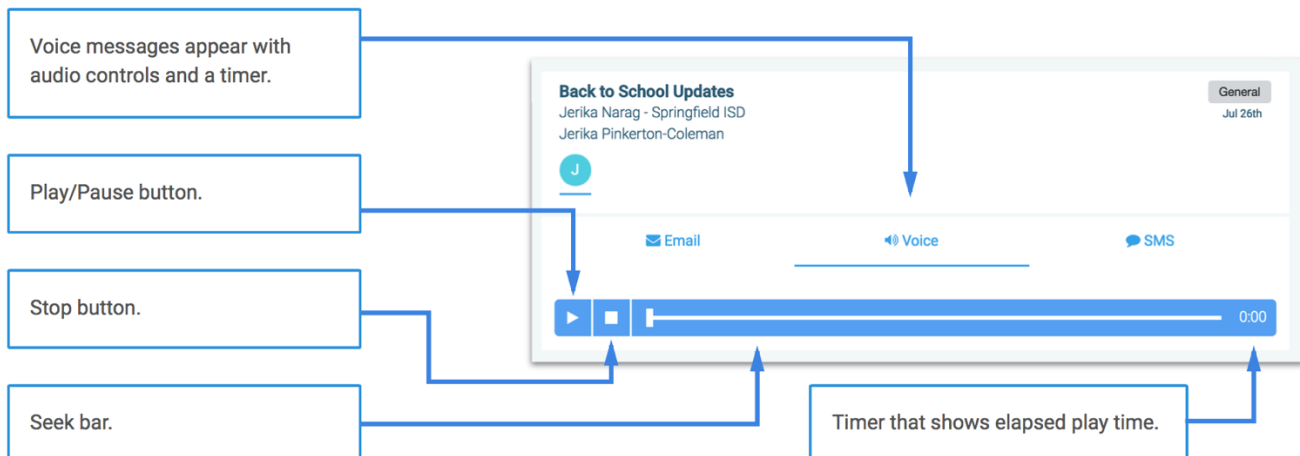 Voice messages appear with
audio controls and a timer.
Play/Pause button.
Stop button.
Seek bar.
Back to School Updates
General
Jerika Narag - Springfield ISD
Jul 26th
Jerika Pinkerton-Coleman
J
Email
Voice
SMS
0:00
Timer that shows elapsed play time.